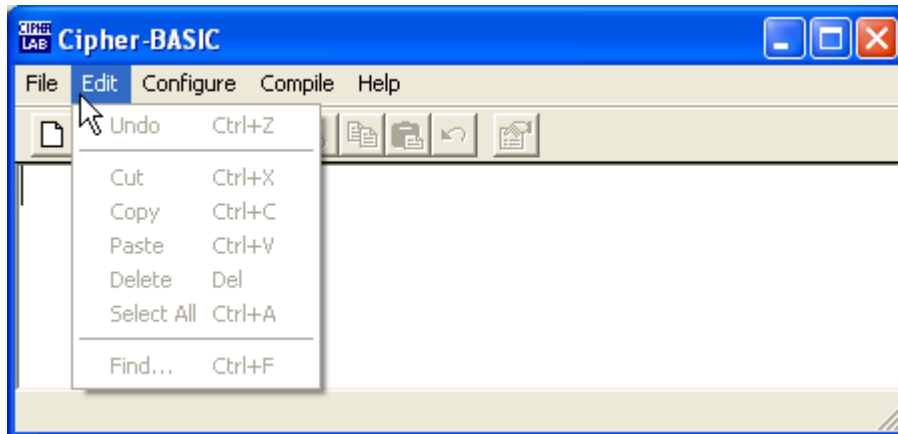 CIPHER LAB Cipher-BASIC
File Edit Configure Compile Help
Undo Ctrl+Z
Cut Ctrl+X
Copy Ctrl+C
Paste Ctrl+V
Delete Del
Select All Ctrl+A
Find... Ctrl+F